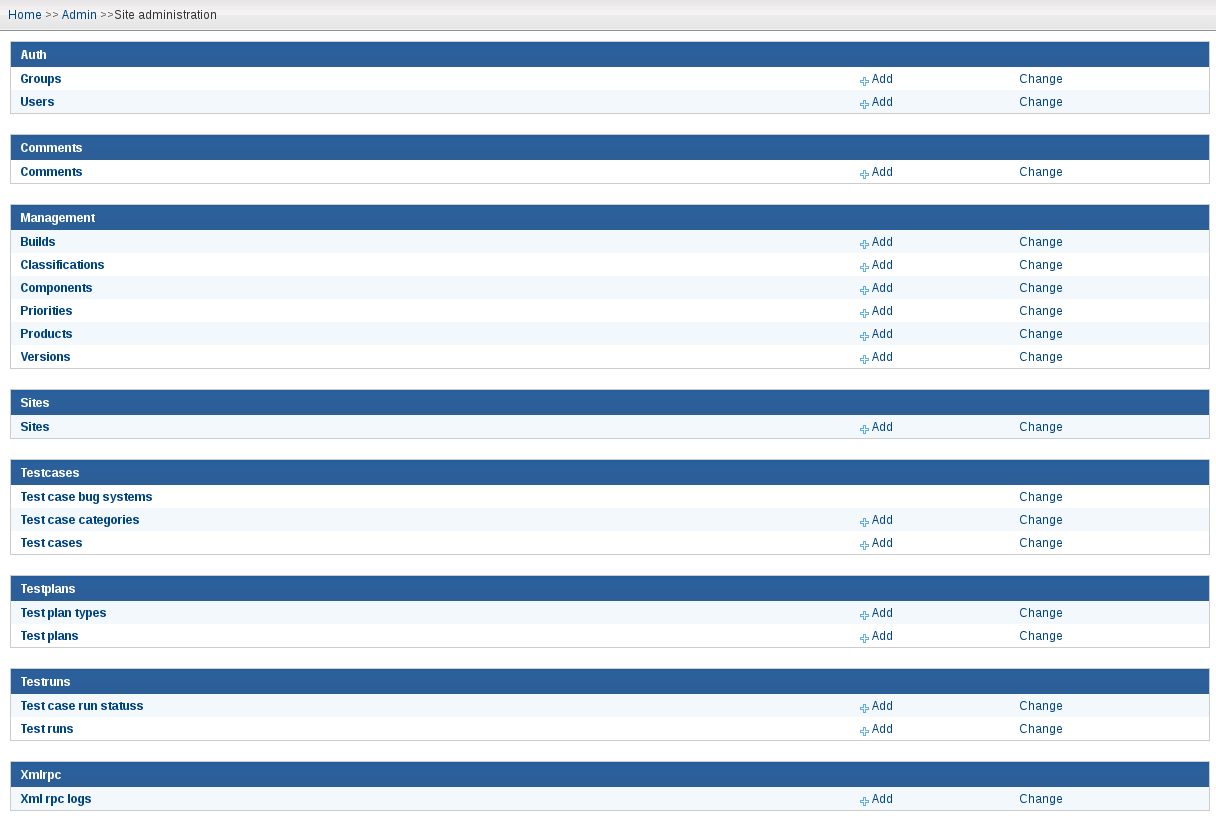 Home >> Admin >>Site administration
Auth
Groups Add Change
Users Add Change
Comments
Comments Add Change
Management
Builds Add Change
Classifications Add Change
Components Add Change
Priorities Add Change
Products Add Change
Versions Add Change
Sites
Sites Add Change
Testcases
Test case bug systems Change
Test case categories Add Change
Test cases Add Change
Testplans
Test plan types Add Change
Test plans Add Change
Testruns
Test case run statuss Add Change
Test runs Add Change
Xmlrpc
Xml rpc logs Add Change